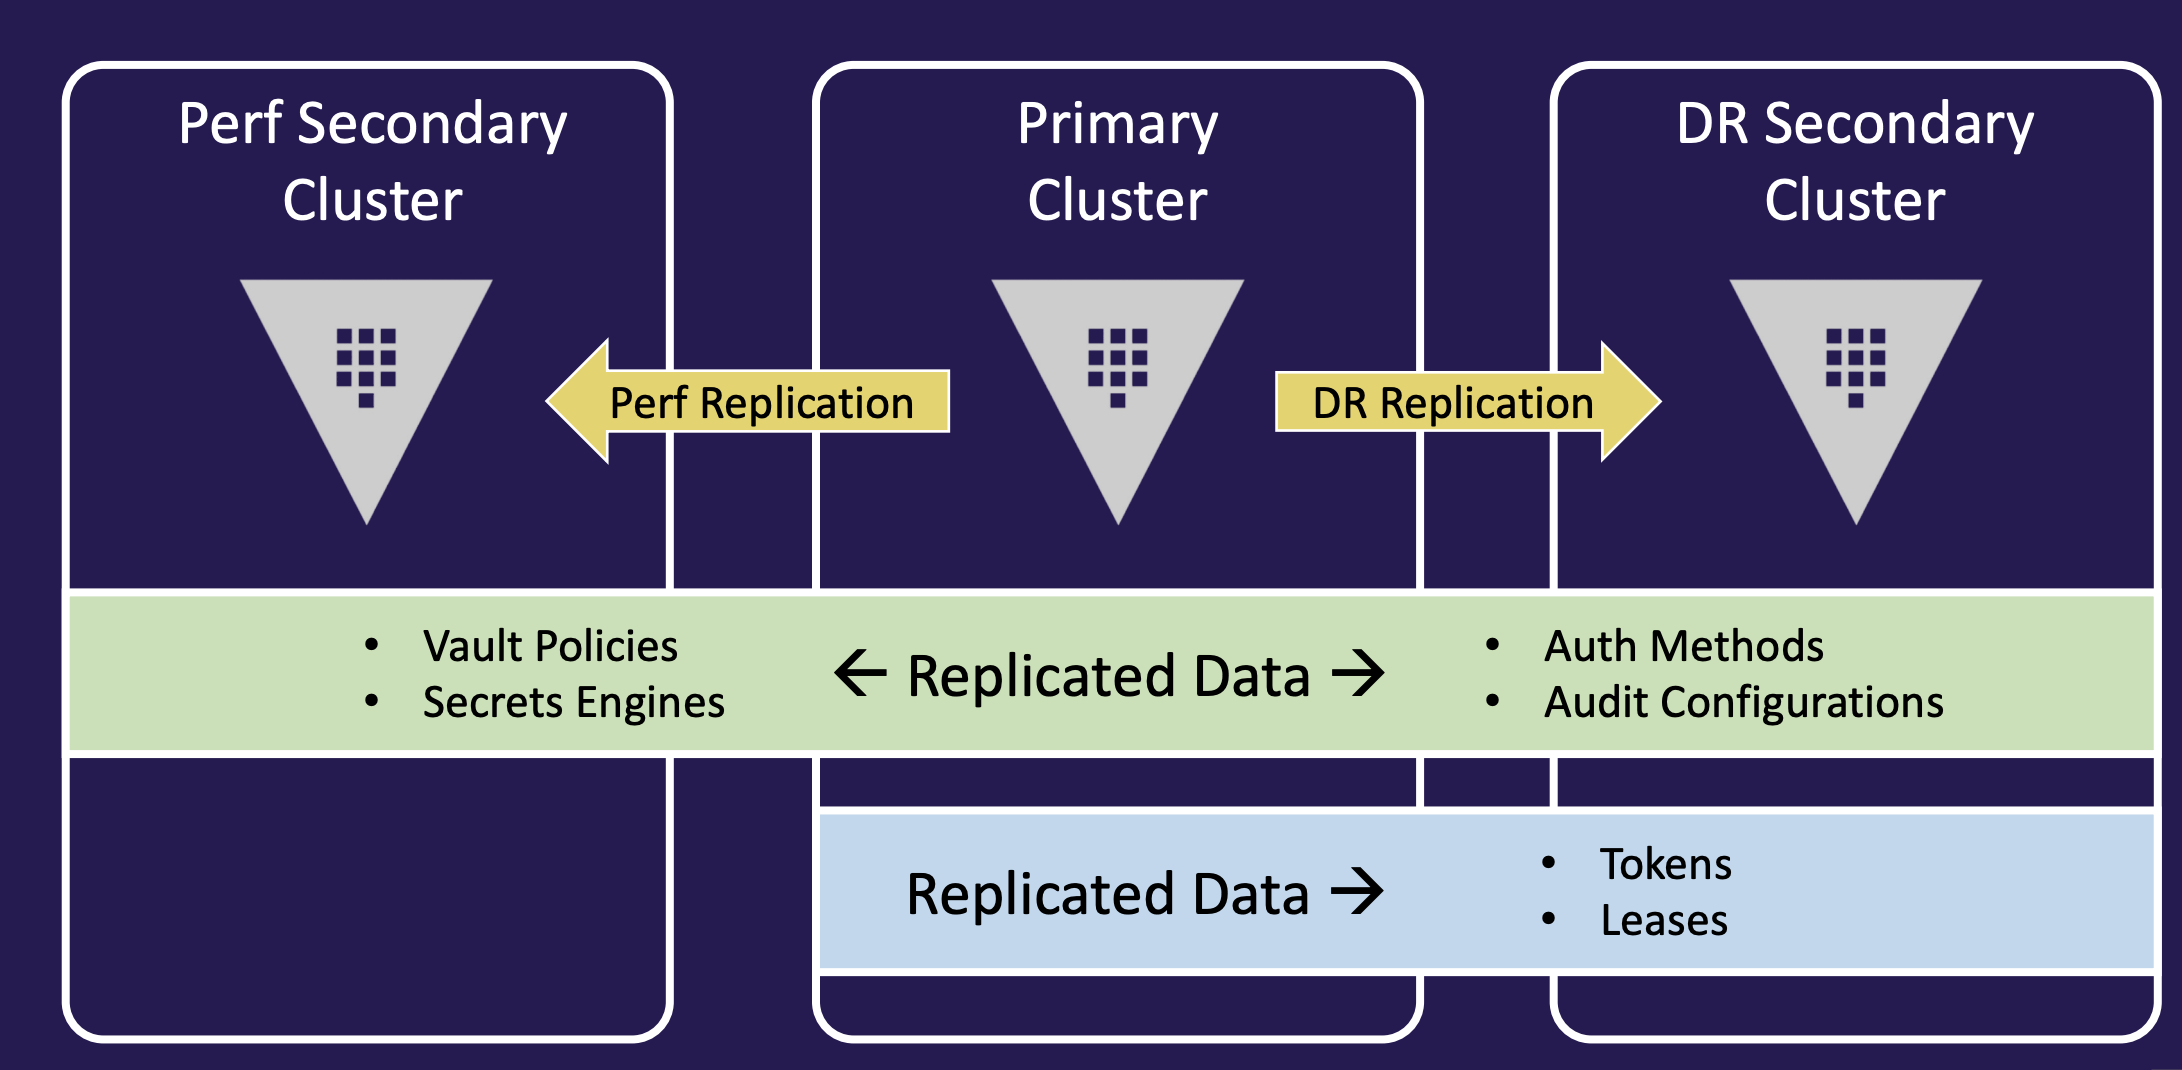 Perf Secondary
Cluster
Primary
Cluster
DR Secondary
Cluster
Perf Replication
DR Replication
• Vault Policies
• Secrets Engines
← Replicated Data →
• Auth Methods
• Audit Configurations
Replicated Data →
• Tokens
• Leases